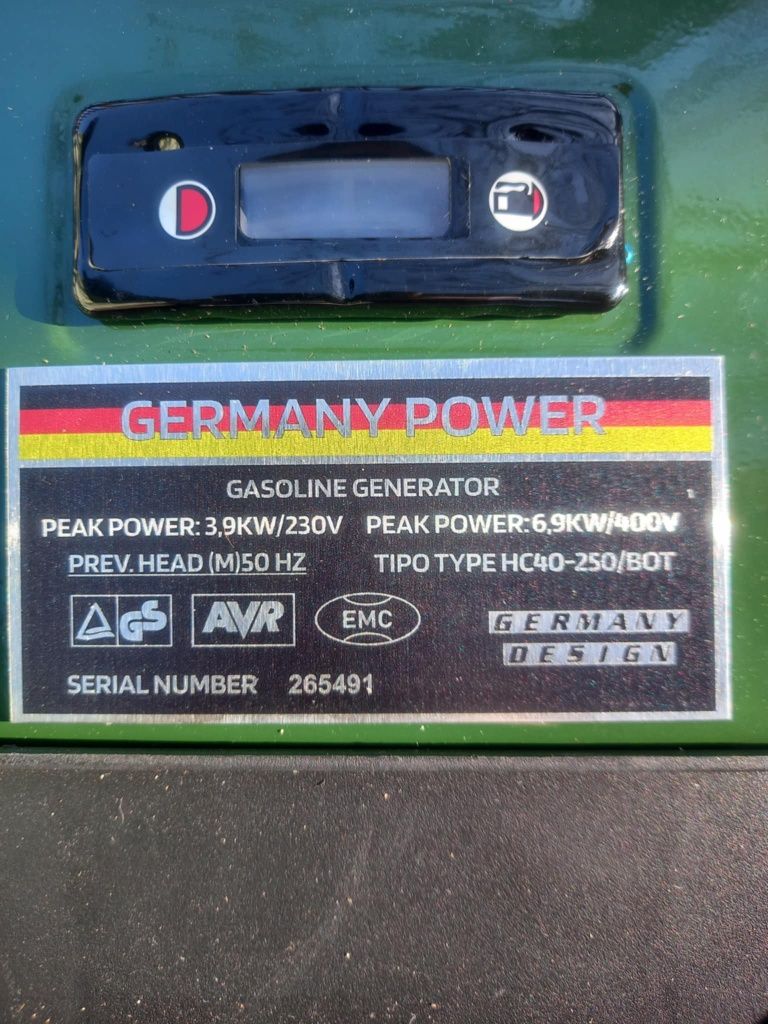 GERMANY POWER
GASOLINE GENERATOR
PEAK POWER: 3,9KW/230V PEAK POWER:6,9KW/400V
PREV. HEAD (M)50 HZ TIPO TYPE HC40-250/BOT
GS AVR EMC GERMANY
DESIGN
SERIAL NUMBER 265491